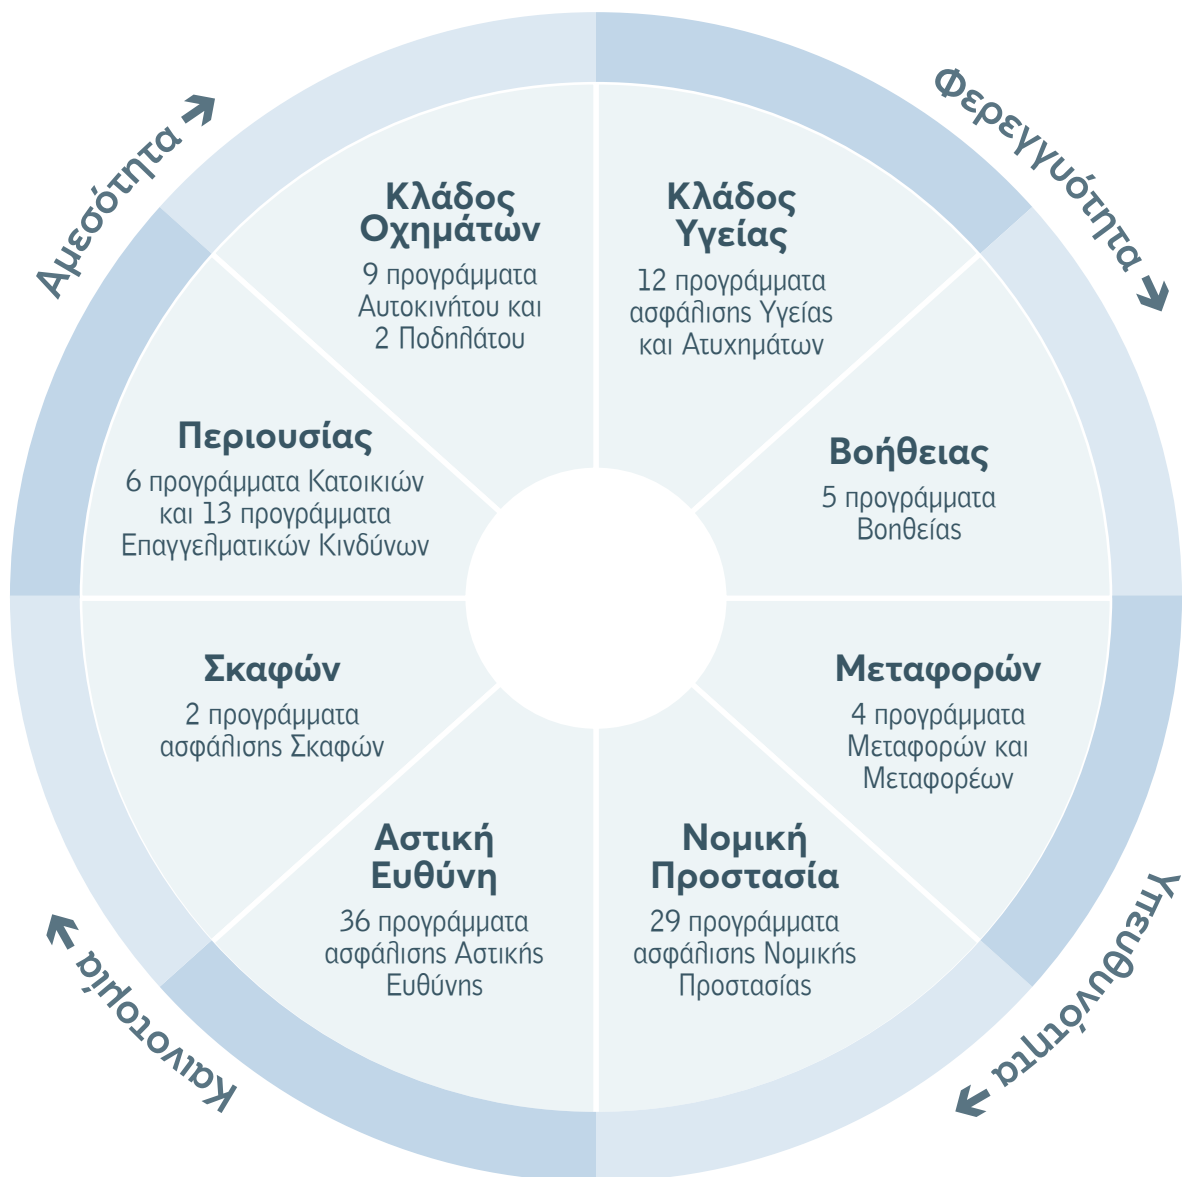 Αμεσότητα
Φερεγγυότητα
Κλάδος
Οχημάτων
9 προγράμματα
Αυτοκινήτου και
2 Ποδηλάτου
Κλάδος
Υγείας
12 προγράμματα
ασφάλισης Υγείας
και Ατυχημάτων
Περιουσίας
6 προγράμματα Κατοικιών
και 13 προγράμματα
Επαγγελματικών Κινδύνων
Βοήθειας
5 προγράμματα
Βοηθείας
Σκαφών
2 προγράμματα
ασφάλισης Σκαφών
Μεταφορών
4 προγράμματα
Μεταφορών και
Μεταφορέων
Αστική
Ευθύνη
36 προγράμματα
ασφάλισης Αστικής
Ευθύνης
Νομική
Προστασία
29 προγράμματα
ασφάλισης Νομικής
Προστασίας
Καινοτομία
Υπευθυνότητα